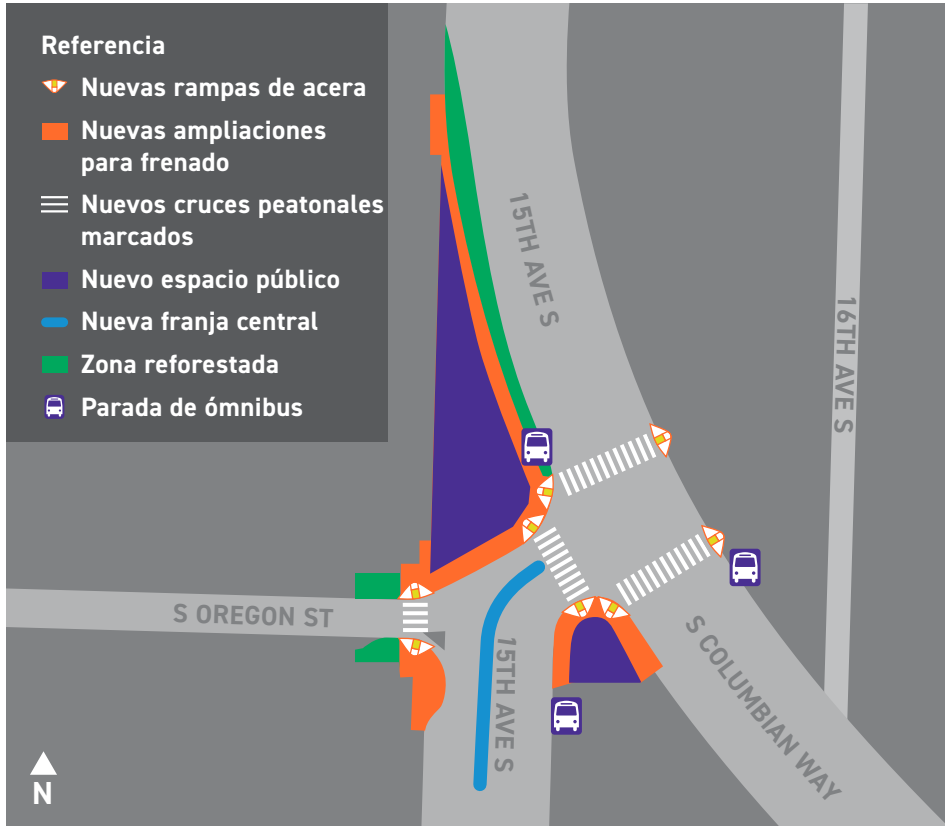 Referencia
Nuevas rampas de acera
Nuevas ampliaciones
para frenado
Nuevos cruces peatonales
marcados
Nuevo espacio público
Nueva franja central
Zona reforestada
Parada de ómnibus
15TH AVE S
16TH AVE S
S OREGON ST
15TH AVE S
S COLUMBIAN WAY
N